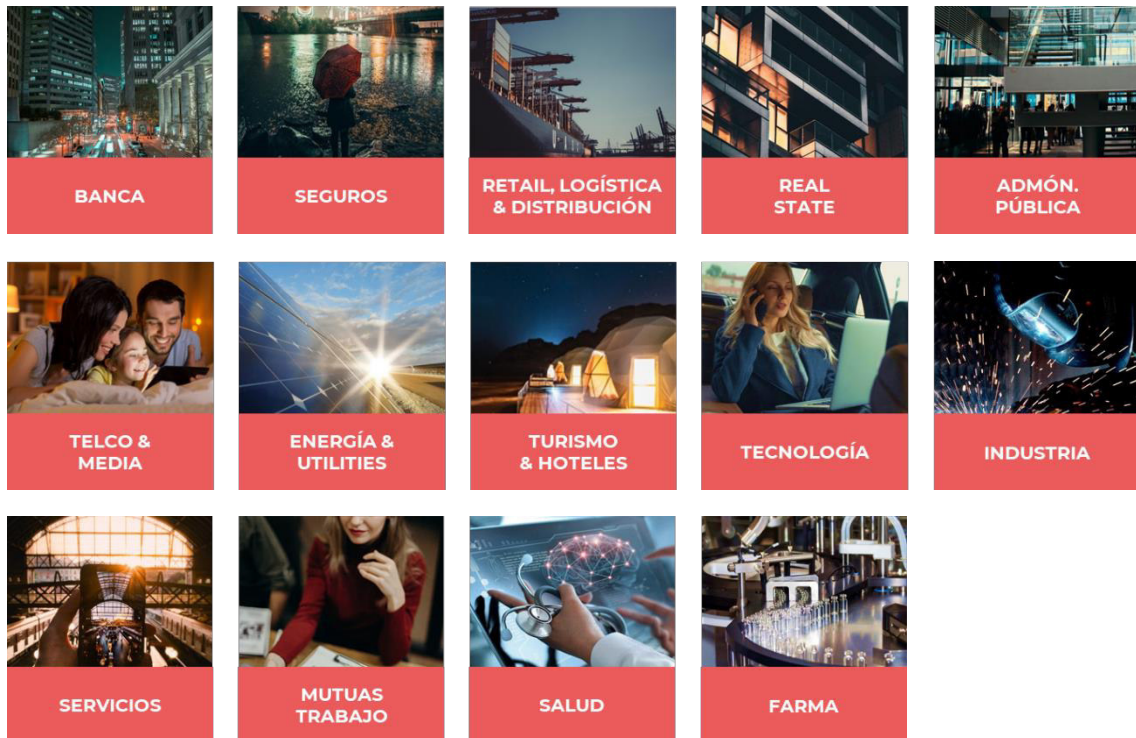 BANCA
SEGUROS
RETAIL, LOGÍSTICA
& DISTRIBUCIÓN
REAL
STATE
ADMÓN.
PÚBLICA
TELCO &
MEDIA
ENERGÍA &
UTILITIES
TURISMO
& HOTELES
TECNOLOGÍA
INDUSTRIA
SERVICIOS
MUTUAS
TRABAJO
SALUD
FARMA